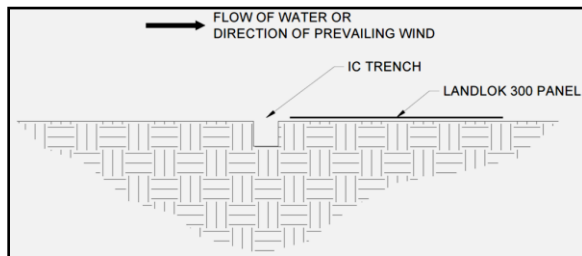 FLOW OF WATER OR
DIRECTION OF PREVAILING WIND
IC TRENCH
LANDLOK 300 PANEL